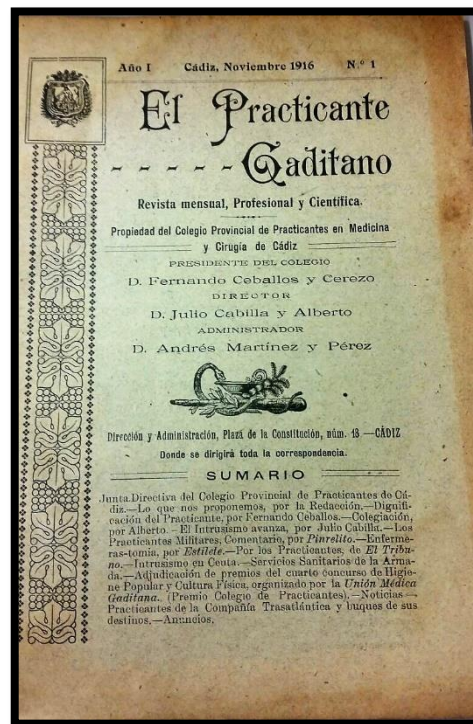 Año I Cádiz, Noviembre 1916 N.º 1
El Practicante
Gaditano
Revista mensual, Profesional y Científica.
Propiedad del Colegio Provincial de Practicantes en Medicina
y Cirugía de Cádiz
PRESIDENTE DEL COLEGIO
D. Fernando Ceballos y Cerezo
DIRECTOR
D. Julio Cabilla y Alberto
ADMINISTRADOR
D. Andrés Martínez y Pérez
Dirección y Administración, Plaza de la Constitución, núm. 13 —CÁDIZ
Donde se dirigirá toda la correspondencia.
SUMARIO
Junta Directiva del Colegio Provincial de Practicantes de Cá-
diz.—Lo que nos proponemos, por la Redacción.—Dignifi-
cación del Practicante, por Fernando Ceballos.—Colegiación,
por Alberto.—El Intrusismo avanza, por Julio Cabilla.—Los
Practicantes Militares, Comentario, por Pinrelito.—Enferme-
ras-tomia, por Estilete.—Por los Practicantes, de El Tribu-
no.—Intrusismo en Ceuta.—Servicios Sanitarios de la Arma-
da.—Adjudicación de premios del cuarto concurso de Higie-
ne Popular y Cultura Física, organizado por la Unión Médica
Gaditana. (Premio Colegio de Practicantes).—Noticias—
Practicantes de la Compañía Trasatlántica y buques de sus
destinos.—Anuncios.